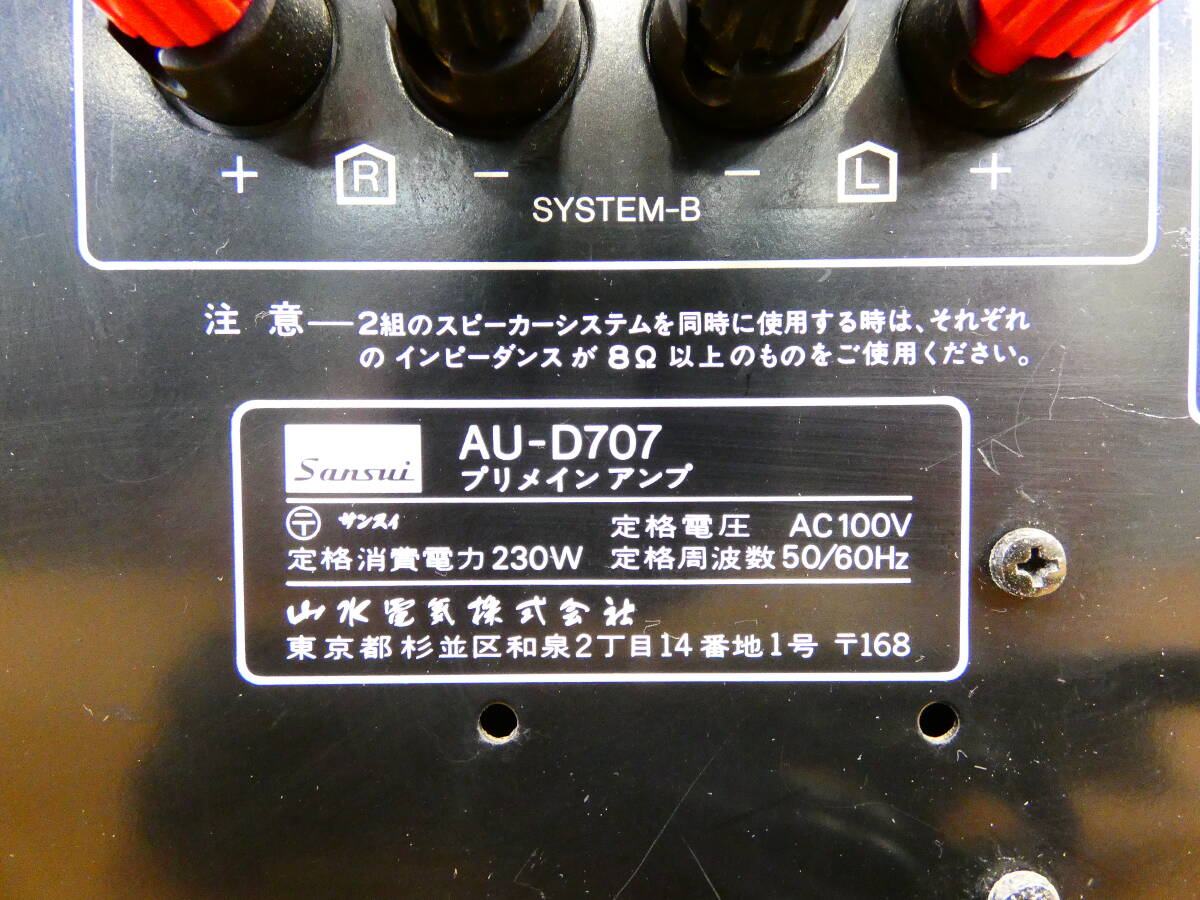 + R − − L +
SYSTEM-B
注 意―2組のスピーカーシステムを同時に使用する時は、それぞれ
のインピーダンスが8Ω以上のものをご使用ください。
Sansui
AU-D707
プリメインアンプ
〒 サンスイ 定格電圧 AC100V
定格消費電力230W 定格周波数50/60Hz
山水電気株式会社
東京都杉並区和泉2丁目14番地1号 〒168